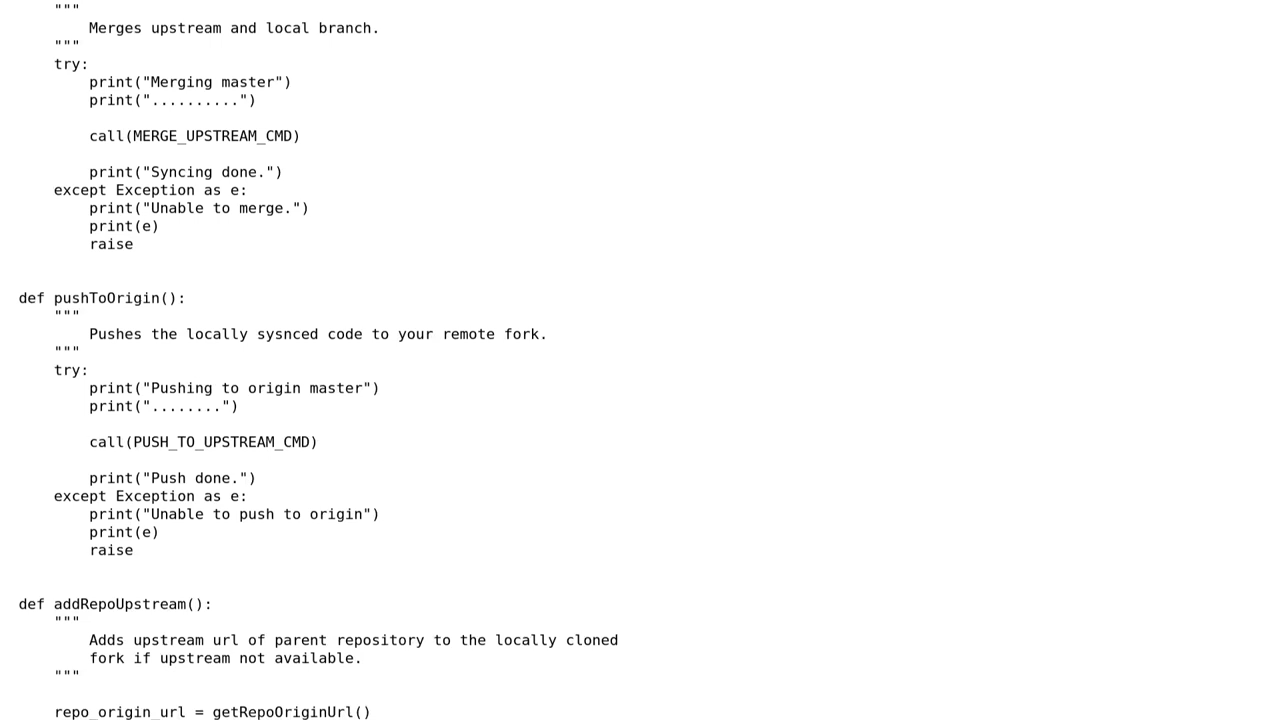 """
Merges upstream and local branch.
"""
try:
print("Merging master")
print("..........")
call(MERGE_UPSTREAM_CMD)
print("Syncing done.")
except Exception as e:
print("Unable to merge.")
print(e)
raise
def pushToOrigin():
"""
Pushes the locally sysnced code to your remote fork.
"""
try:
print("Pushing to origin master")
print("........")
call(PUSH_TO_UPSTREAM_CMD)
print("Push done.")
except Exception as e:
print("Unable to push to origin")
print(e)
raise
def addRepoUpstream():
"""
Adds upstream url of parent repository to the locally cloned
fork if upstream not available.
"""
repo_origin_url = getRepoOriginUrl()